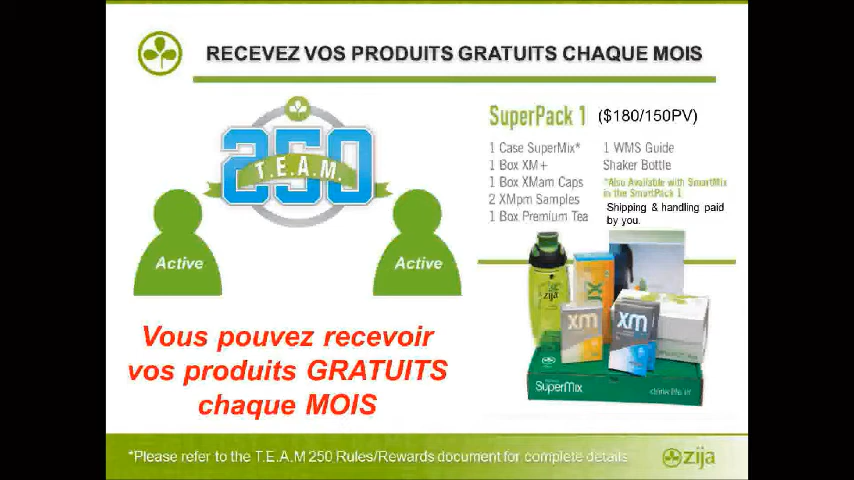 RECEVEZ VOS PRODUITS GRATUITS CHAQUE MOIS
250
T.E.A.M.
Active
Active
Vous pouvez recevoir
vos produits GRATUITS
chaque MOIS
SuperPack 1 ($180/150PV)
1 Case SuperMix*
1 Box XM+
1 Box XMam Caps
2 XMpm Samples
1 Box Premium Tea
1 WMS Guide
Shaker Bottle
*Also Available with SmartMix
in the SmartPack 1
Shipping & handling paid
by you.
zija
xm
xm
SuperMix
drink life in
*Please refer to the T.E.A.M 250 Rules/Rewards document for complete details
zija